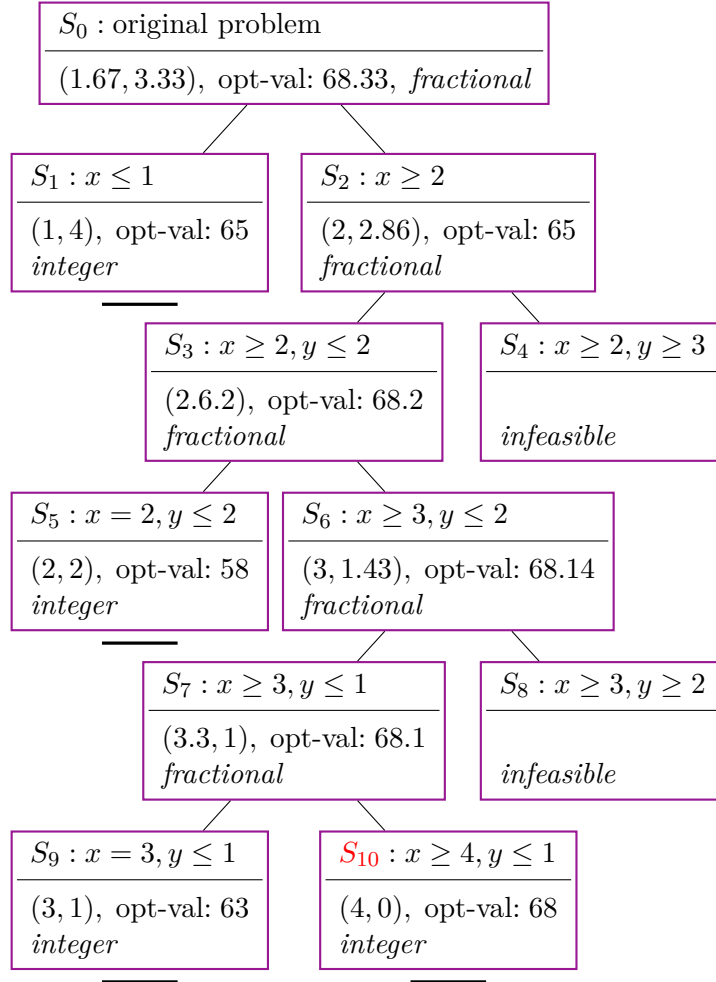 S₀ : original problem
(1.67, 3.33), opt-val: 68.33, fractional
S₁ : x ≤ 1
(1, 4), opt-val: 65
integer
S₂ : x ≥ 2
(2, 2.86), opt-val: 65
fractional
S₃ : x ≥ 2, y ≤ 2
(2.6.2), opt-val: 68.2
fractional
S₄ : x ≥ 2, y ≥ 3
infeasible
S₅ : x = 2, y ≤ 2
(2, 2), opt-val: 58
integer
S₆ : x ≥ 3, y ≤ 2
(3, 1.43), opt-val: 68.14
fractional
S₇ : x ≥ 3, y ≤ 1
(3.3, 1), opt-val: 68.1
fractional
S₈ : x ≥ 3, y ≥ 2
infeasible
S₉ : x = 3, y ≤ 1
(3, 1), opt-val: 63
integer
S₁₀ : x ≥ 4, y ≤ 1
(4, 0), opt-val: 68
integer